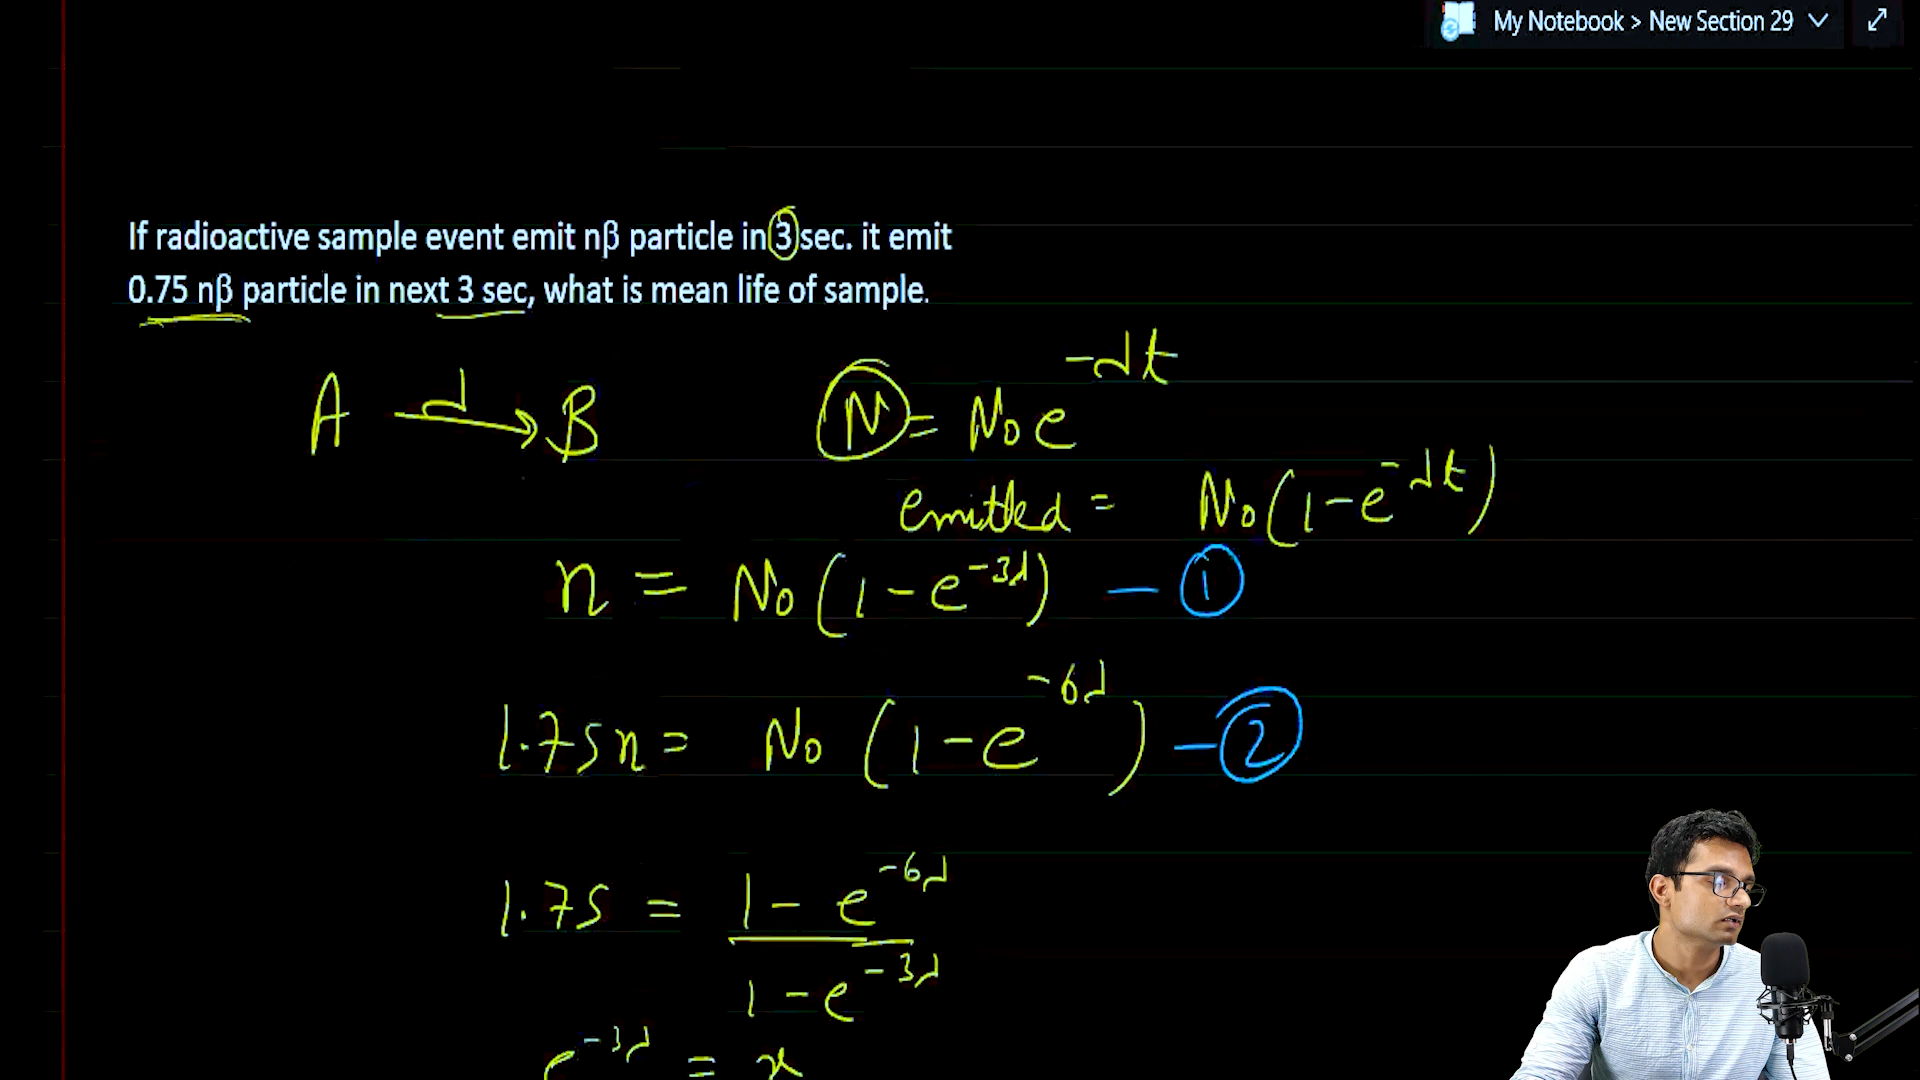 My Notebook > New Section 29
If radioactive sample event emit nβ particle in 3 sec. it emit
0.75 nβ particle in next 3 sec, what is mean life of sample.
A —λ→ B N = N₀e^(-λt)
emitted = N₀(1-e^(-λt))
n = N₀(1-e^(-3λ)) - ①
1.75n = N₀(1-e^(-6λ)) - ②
1.75 = (1-e^(-6λ))/(1-e^(-3λ))
e^(-3λ) = x